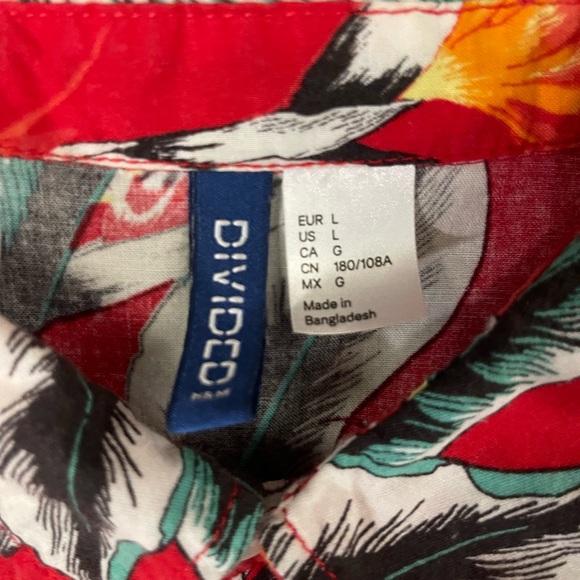 DIVIDED
H&M
EUR L
US L
CA G
CN 180/108A
MX G
Made in
Bangladesh